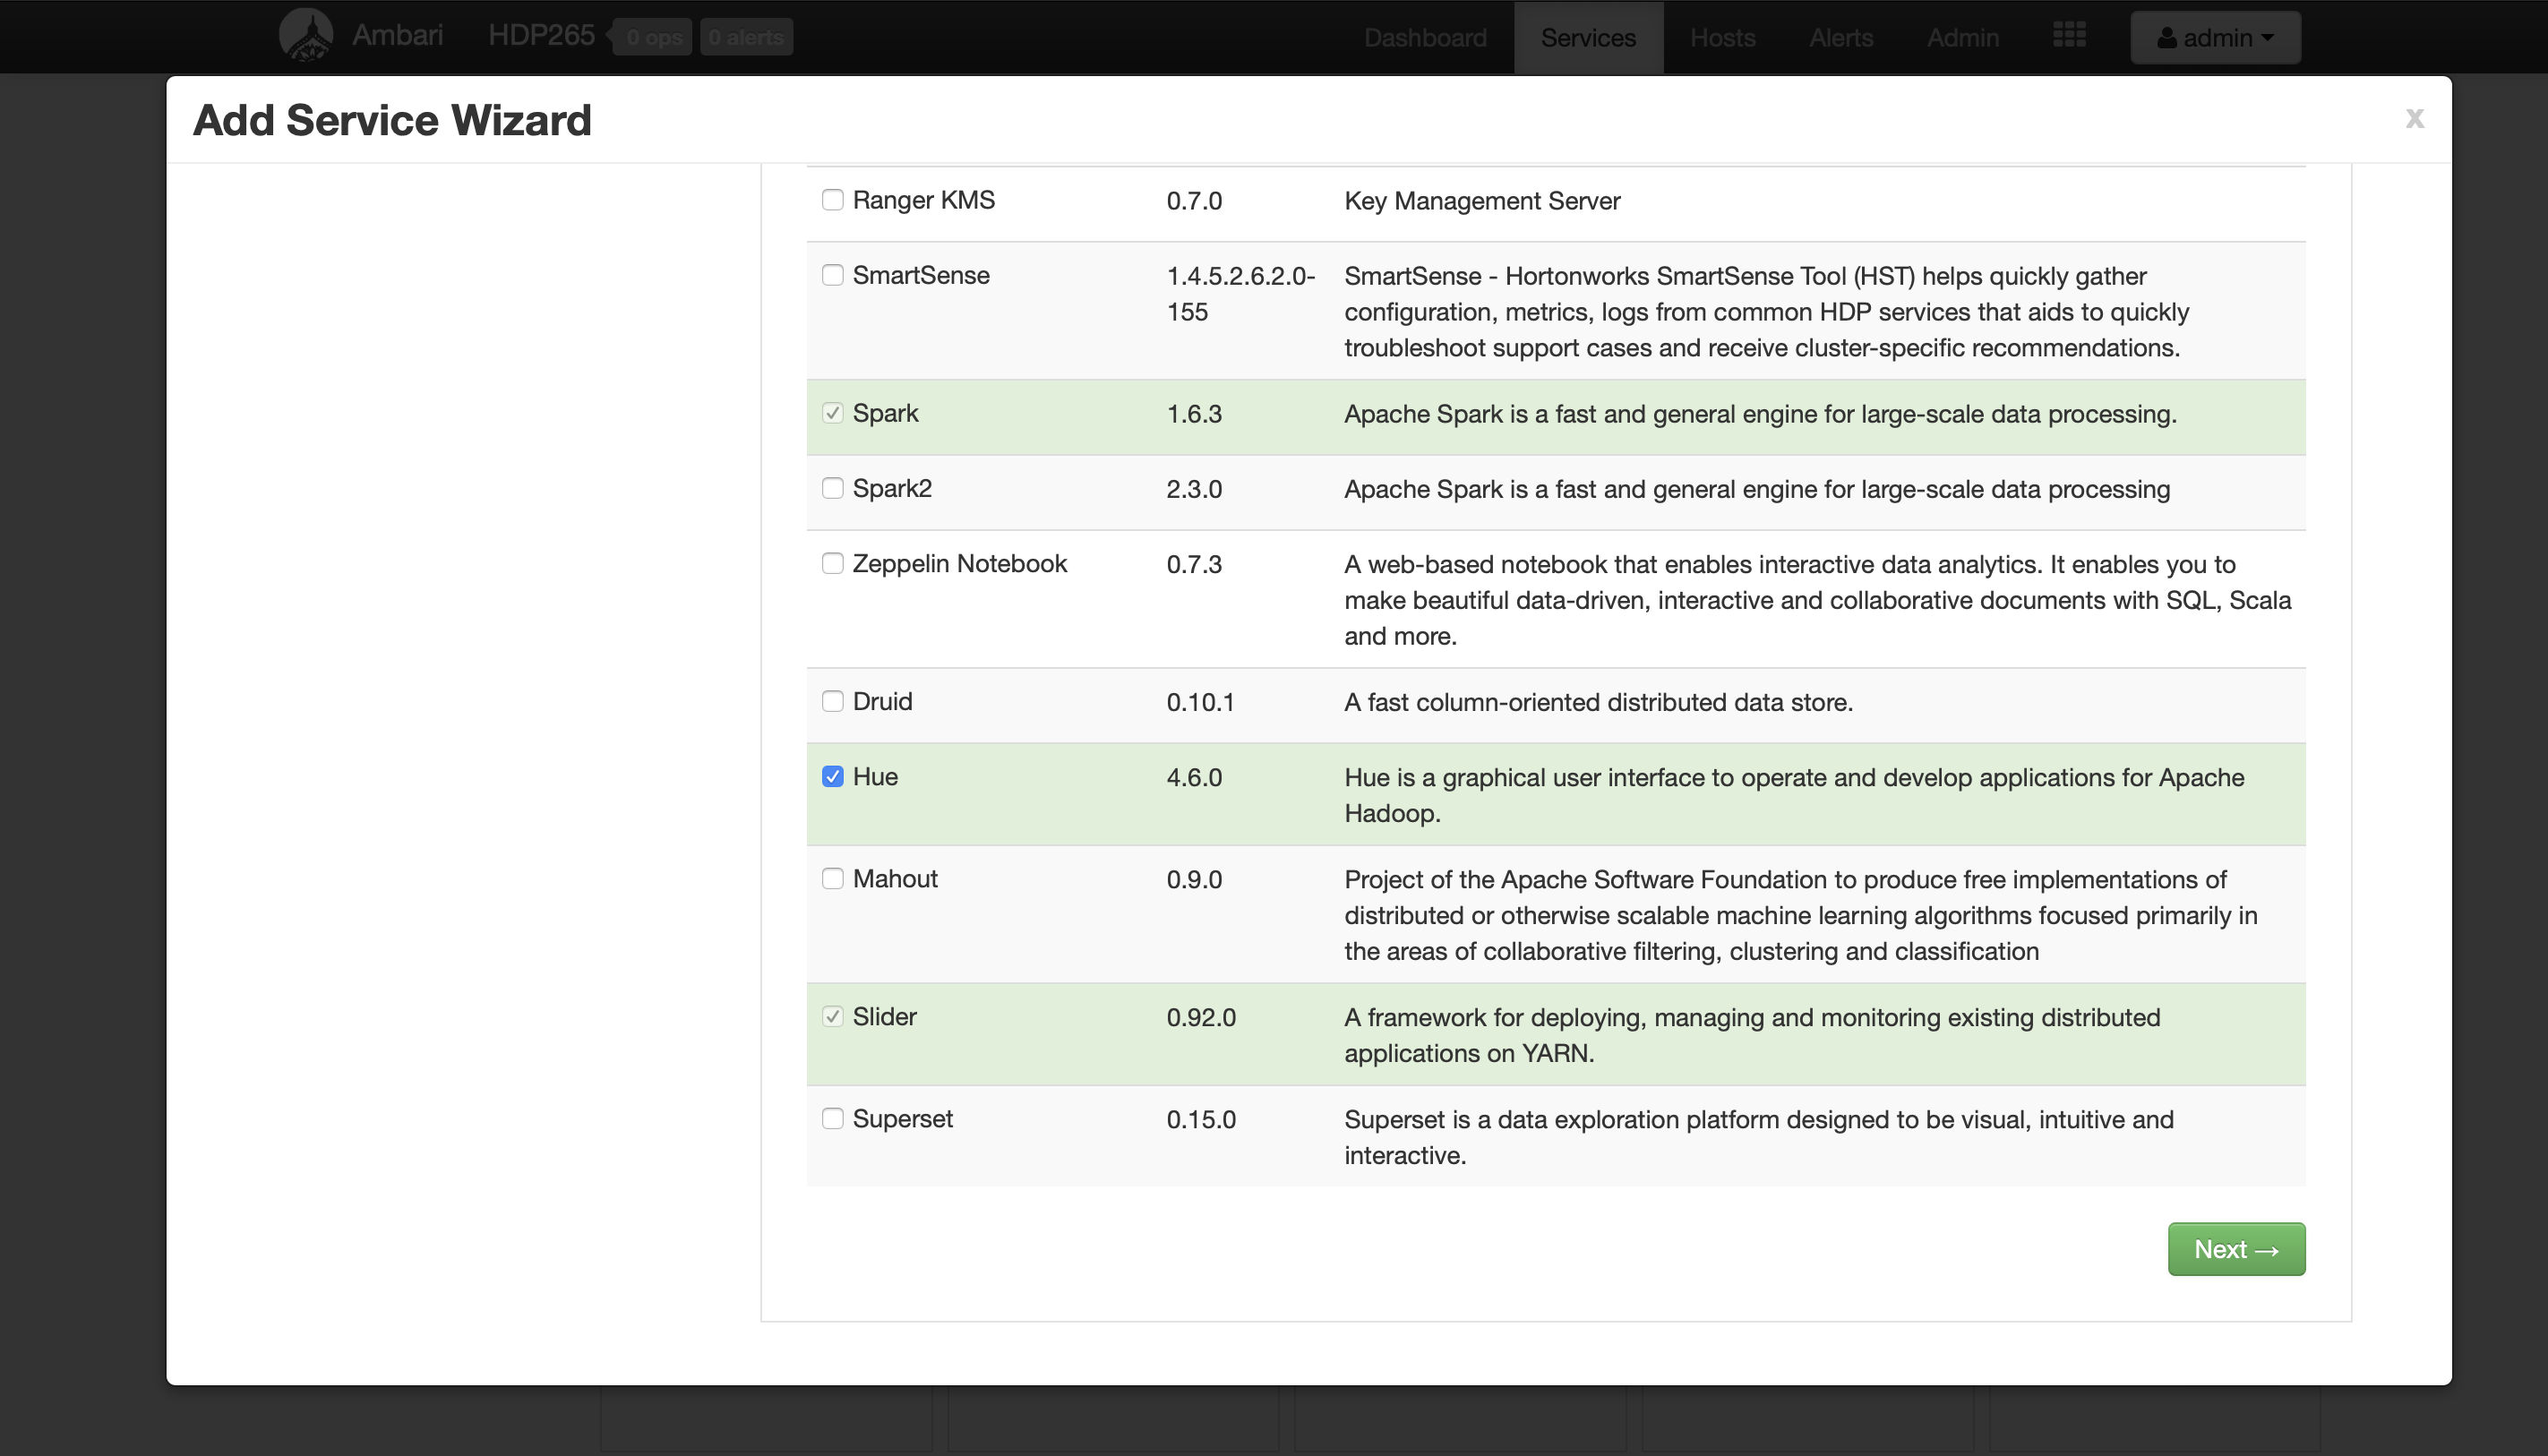 Ambari HDP265 0 ops 0 alerts Dashboard Services Hosts Alerts Admin admin
Add Service Wizard x
Ranger KMS 0.7.0 Key Management Server
SmartSense 1.4.5.2.6.2.0- SmartSense - Hortonworks SmartSense Tool (HST) helps quickly gather
155 configuration, metrics, logs from common HDP services that aids to quickly
troubleshoot support cases and receive cluster-specific recommendations.
Spark 1.6.3 Apache Spark is a fast and general engine for large-scale data processing.
Spark2 2.3.0 Apache Spark is a fast and general engine for large-scale data processing
Zeppelin Notebook 0.7.3 A web-based notebook that enables interactive data analytics. It enables you to
make beautiful data-driven, interactive and collaborative documents with SQL, Scala
and more.
Druid 0.10.1 A fast column-oriented distributed data store.
Hue 4.6.0 Hue is a graphical user interface to operate and develop applications for Apache
Hadoop.
Mahout 0.9.0 Project of the Apache Software Foundation to produce free implementations of
distributed or otherwise scalable machine learning algorithms focused primarily in
the areas of collaborative filtering, clustering and classification
Slider 0.92.0 A framework for deploying, managing and monitoring existing distributed
applications on YARN.
Superset 0.15.0 Superset is a data exploration platform designed to be visual, intuitive and
interactive.
Next →